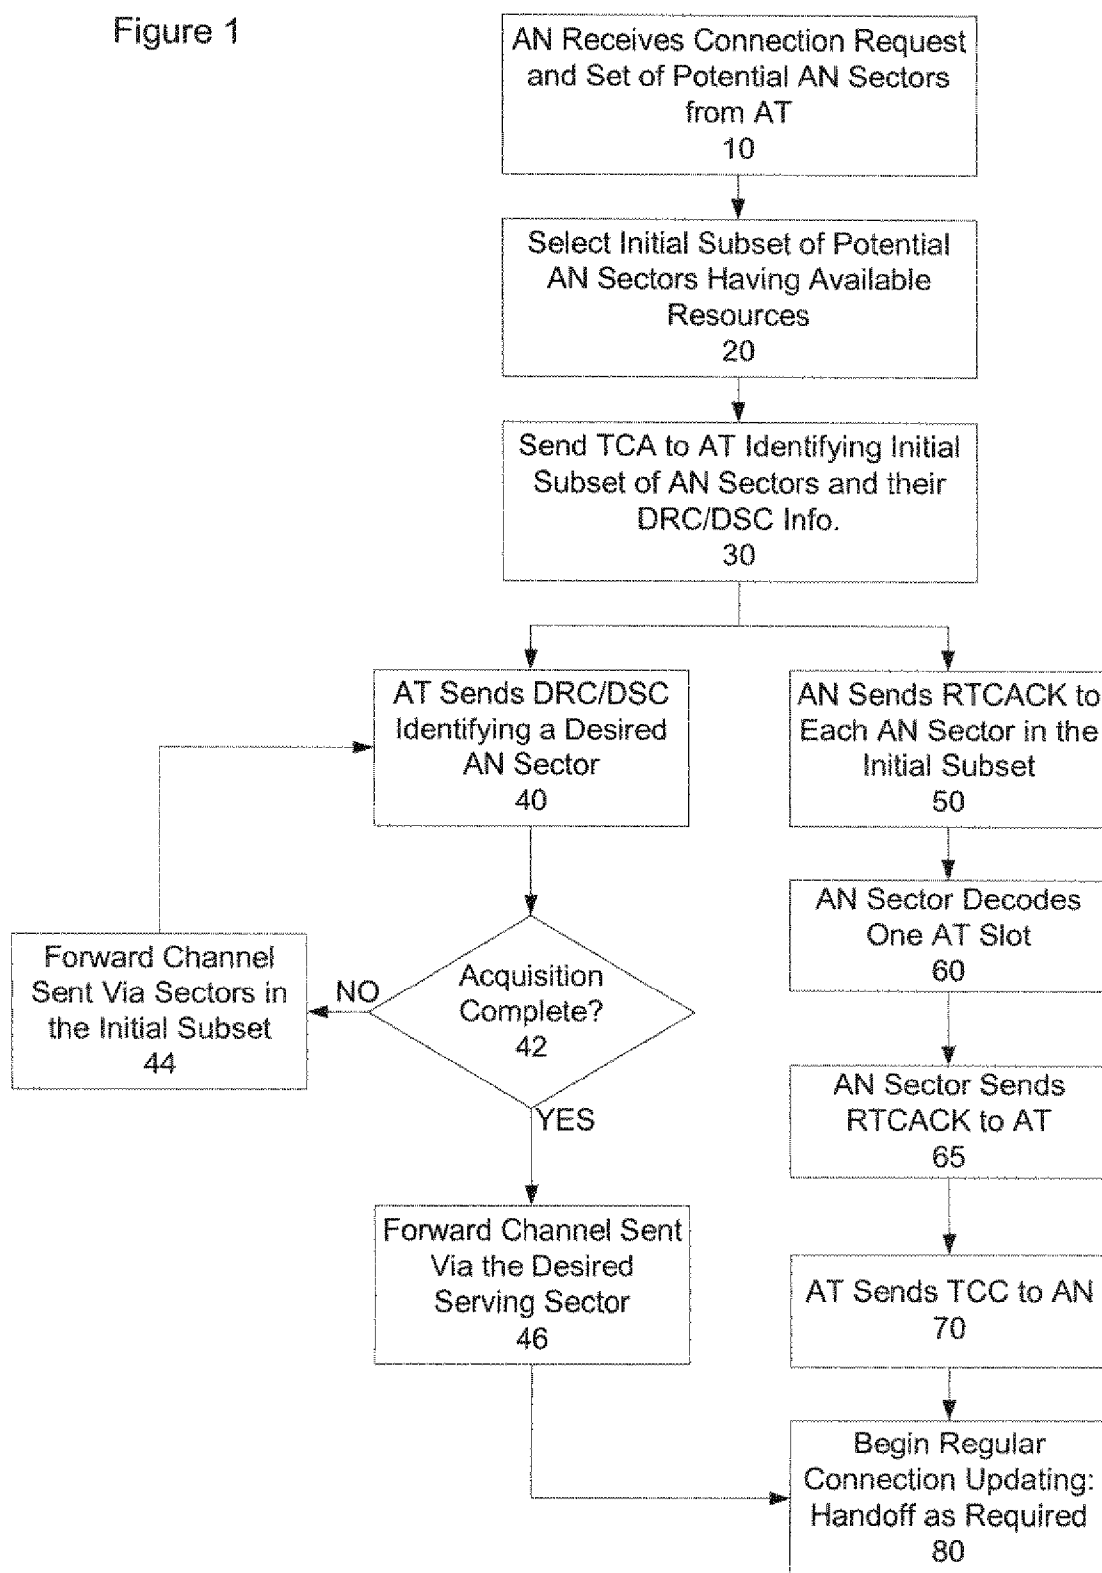 Figure 1
AN Receives Connection Request
and Set of Potential AN Sectors
from AT
10
Select Initial Subset of Potential
AN Sectors Having Available
Resources
20
Send TCA to AT Identifying Initial
Subset of AN Sectors and their
DRC/DSC Info.
30
AT Sends DRC/DSC
Identifying a Desired
AN Sector
40
Acquisition
Complete?
42
NO
Forward Channel
Sent Via Sectors in
the Initial Subset
44
YES
Forward Channel Sent
Via the Desired
Serving Sector
46
AN Sends RTCACK to
Each AN Sector in the
Initial Subset
50
AN Sector Decodes
One AT Slot
60
AN Sector Sends
RTCACK to AT
65
AT Sends TCC to AN
70
Begin Regular
Connection Updating:
Handoff as Required
80